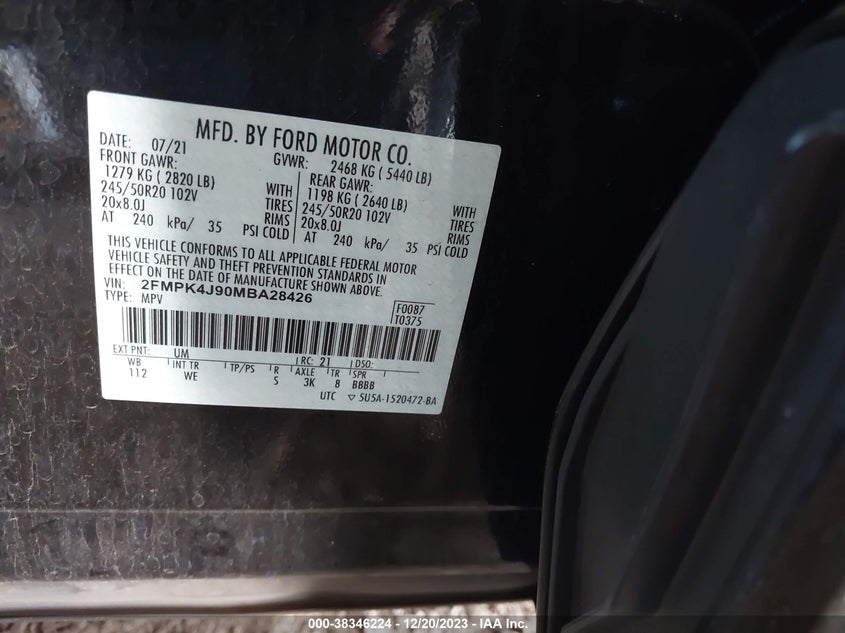 MFD. BY FORD MOTOR CO.
DATE: 07/21 GVWR: 2468 KG ( 5440 LB)
FRONT GAWR: REAR GAWR:
1279 KG ( 2820 LB) WITH 1198 KG ( 2640 LB) WITH
245/50R20 102V TIRES 245/50R20 102V TIRES
20x8.0J RIMS 20x8.0J RIMS
AT 240 kPa/ 35 PSI COLD AT 240 kPa/ 35 PSI COLD
THIS VEHICLE CONFORMS TO ALL APPLICABLE FEDERAL MOTOR
VEHICLE SAFETY AND THEFT PREVENTION STANDARDS IN
EFFECT ON THE DATE OF MANUFACTURE SHOWN ABOVE.
VIN: 2FMPK4J90MBA28426
TYPE: MPV
F0087
T0375
EXT PNT: UM RC: 21 DSO:
WB INT TR TP/PS R AXLE TR SPR
112 WE S 3K 8 BBBB
UTC ▽ 5U5A-1520472-BA
000-38346224 - 12/20/2023 - IAA Inc.